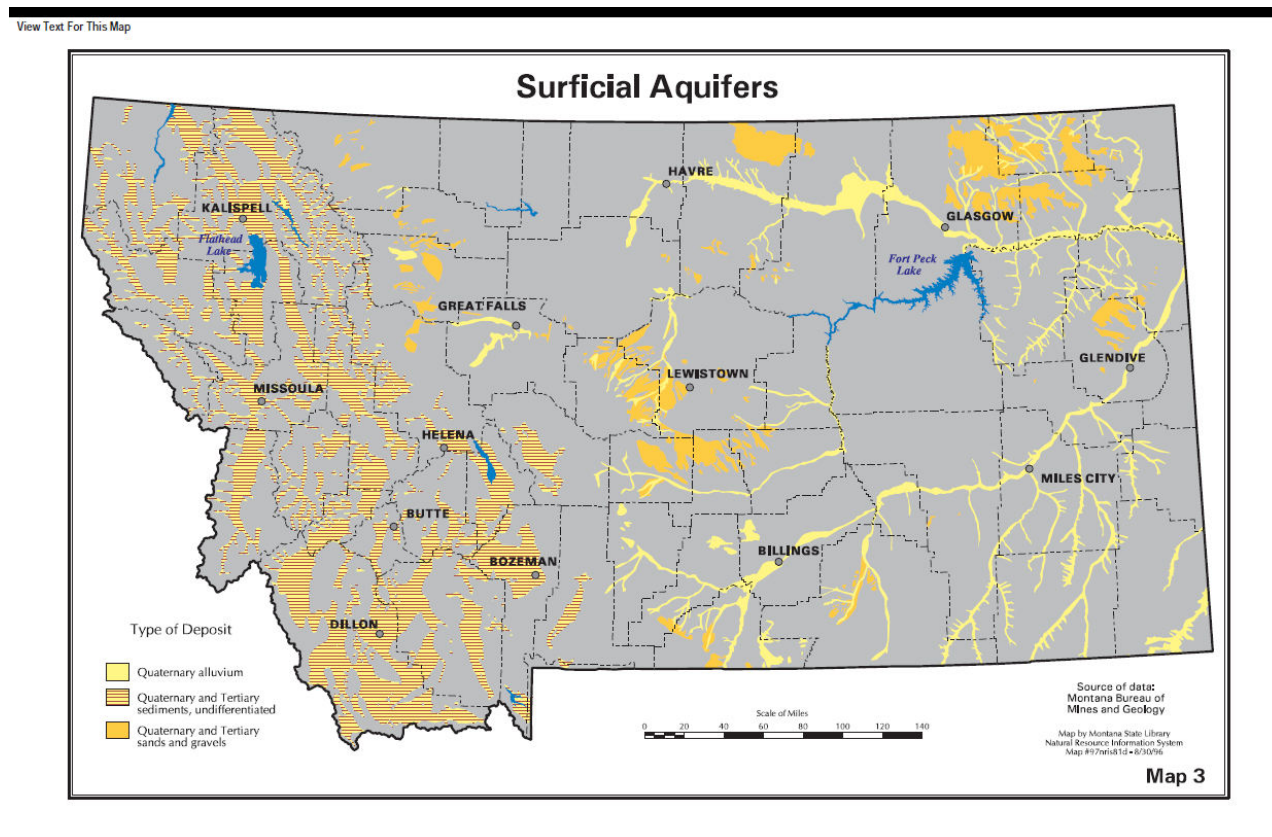 View Text For This Map
Surficial Aquifers
HAVRE
KALISPELL
GLASGOW
Flathead
Lake
Fort Peck
Lake
GREAT FALLS
GLENDIVE
LEWISTOWN
MISSOULA
HELENA
MILES CITY
BUTTE
BILLINGS
BOZEMAN
DILLON
Type of Deposit
Quaternary alluvium
Quaternary and Tertiary
sediments, undifferentiated
Quaternary and Tertiary
sands and gravels
Scale of Miles
0 20 40 60 80 100 120 140
Source of data:
Montana Bureau of
Mines and Geology
Map by Montana State Library
Natural Resource Information System
Map #97nris81d • 8/30/96
Map 3